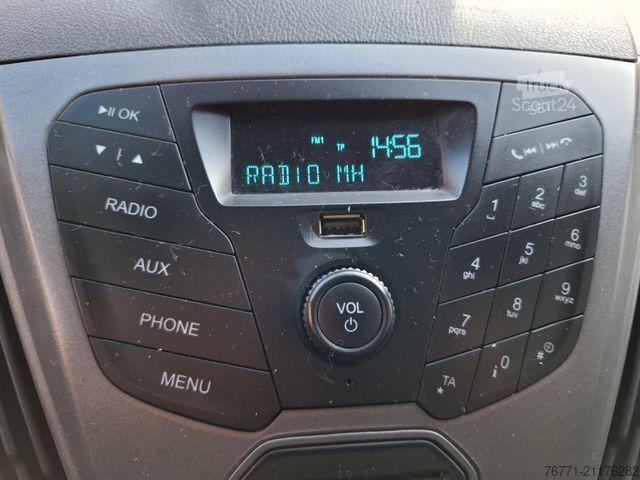 Truck
Scout24
▶II OK
FM1 TP 14:56
RADIO MH
▼ ▲
RADIO
AUX
PHONE
MENU
VOL
1
2 abc
3 def
4 ghi
5 jkl
6 mno
7 pqrs
8 tuv
9 wxyz
* TA
0
#
76771-21176282